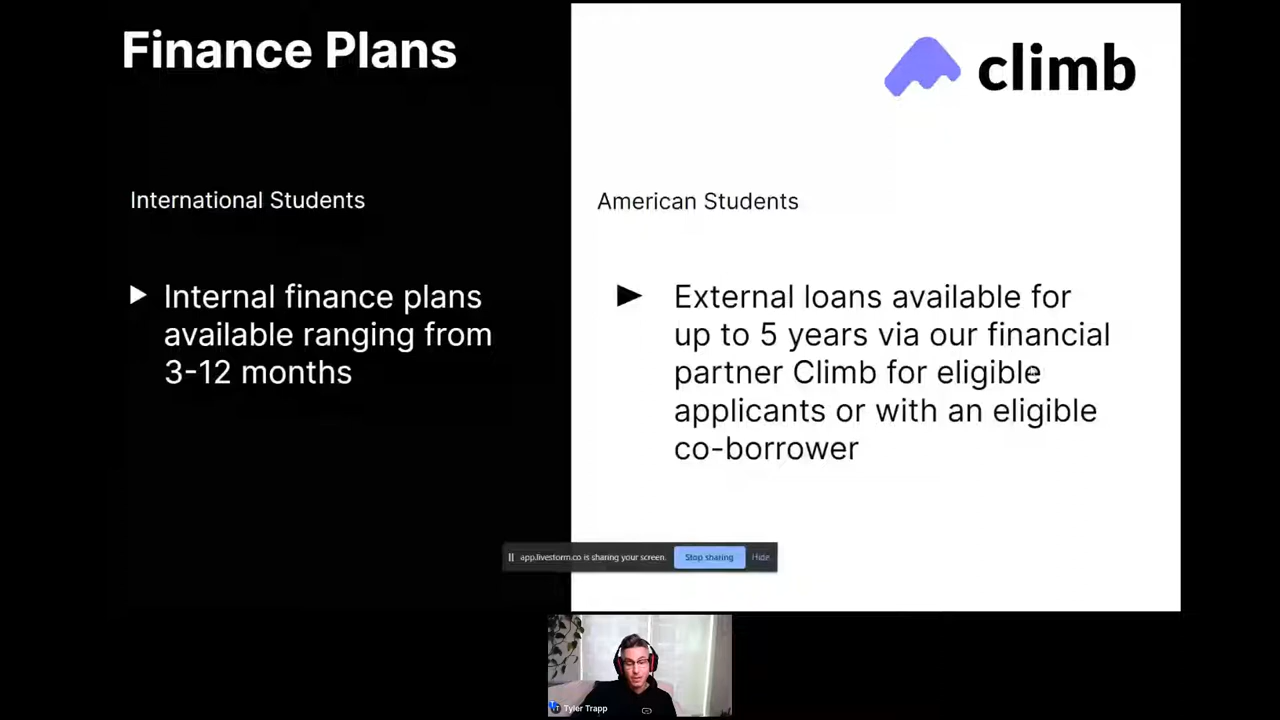 Finance Plans
climb
International Students
American Students
Internal finance plans
available ranging from
3-12 months
External loans available for
up to 5 years via our financial
partner Climb for eligible
applicants or with an eligible
co-borrower
app.livestorm.co is sharing your screen.
Stop sharing
Hide
Tyler Trapp